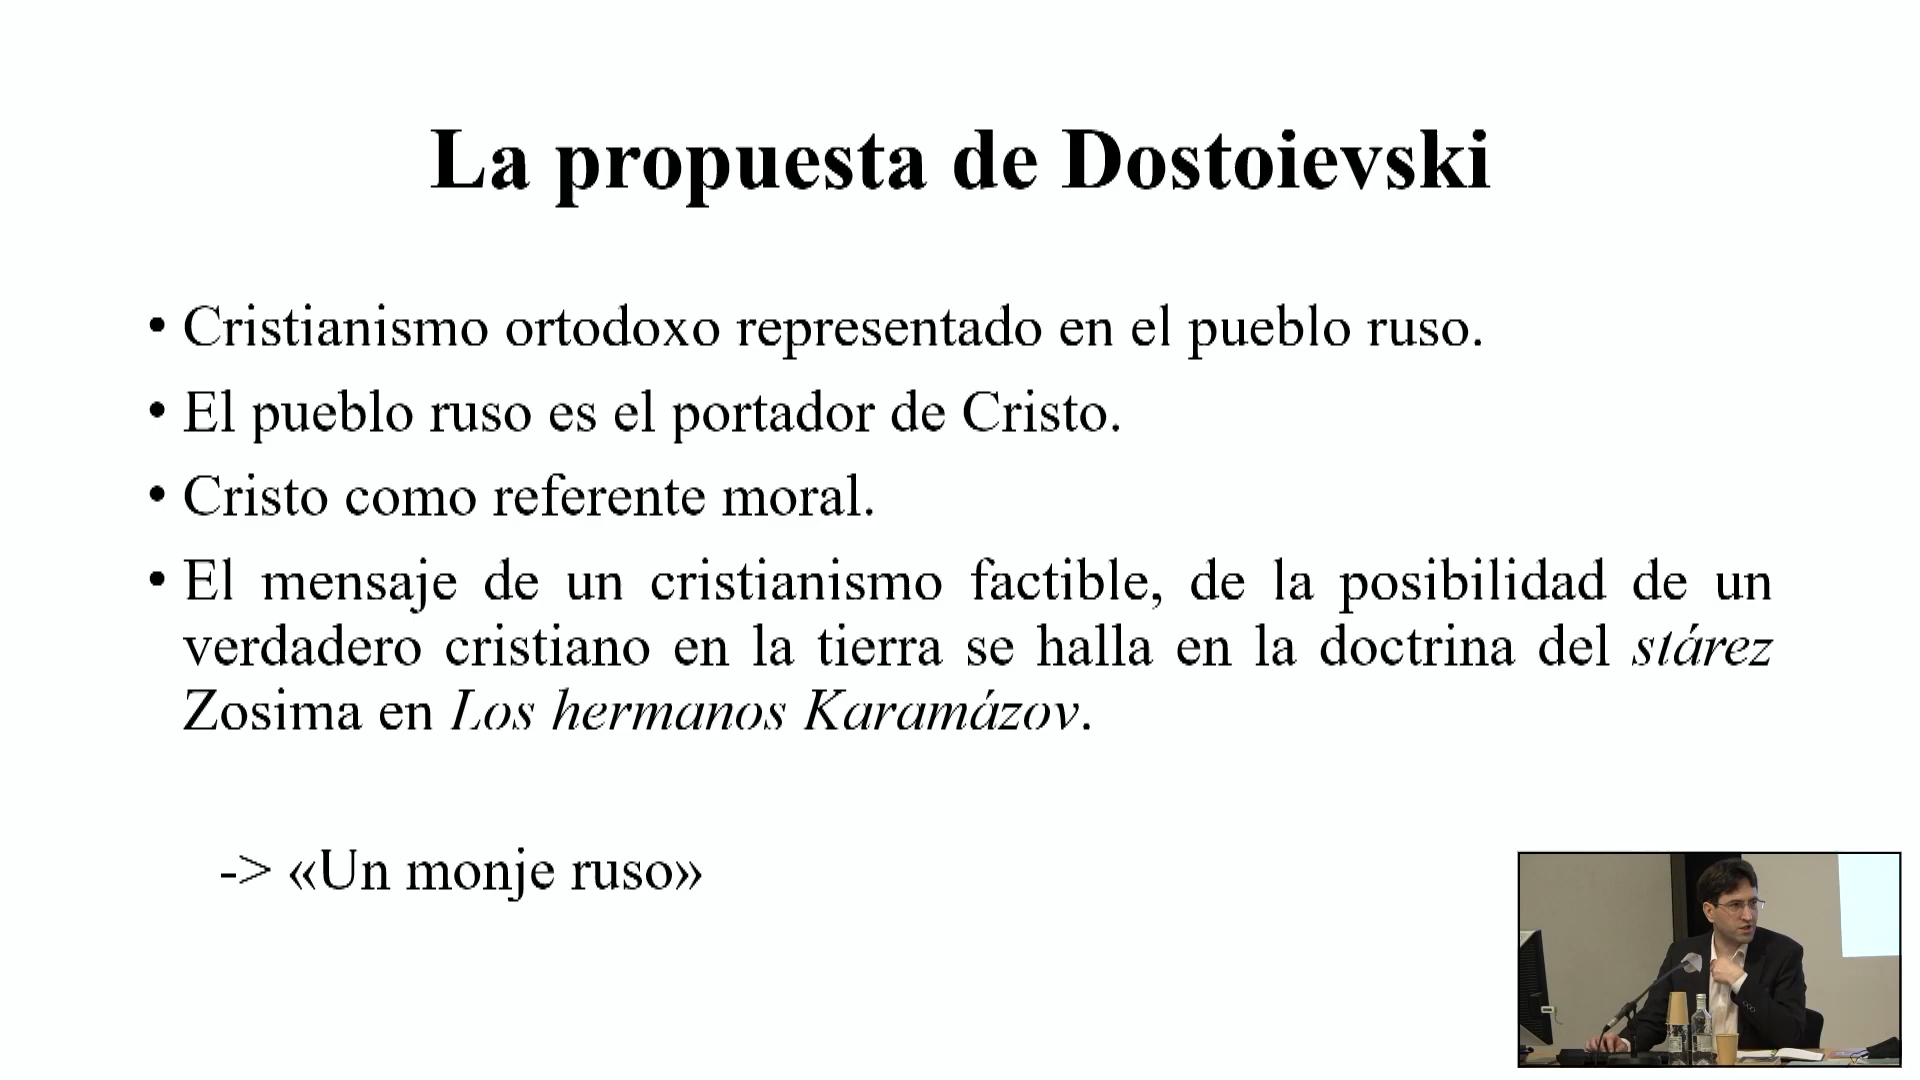 La propuesta de Dostoievski
• Cristianismo ortodoxo representado en el pueblo ruso.
• El pueblo ruso es el portador de Cristo.
• Cristo como referente moral.
• El mensaje de un cristianismo factible, de la posibilidad de un
verdadero cristiano en la tierra se halla en la doctrina del stárez
Zosima en Los hermanos Karamázov.
-> «Un monje ruso»